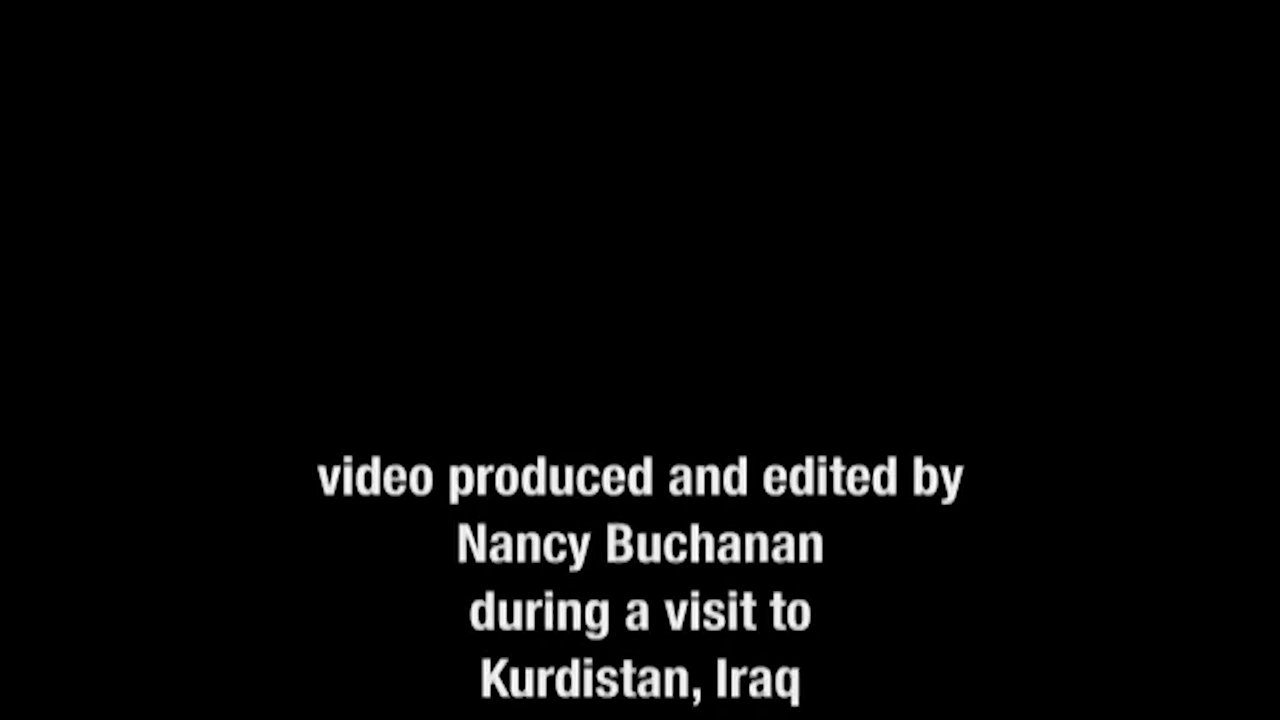 video produced and edited by
Nancy Buchanan
during a visit to
Kurdistan, Iraq